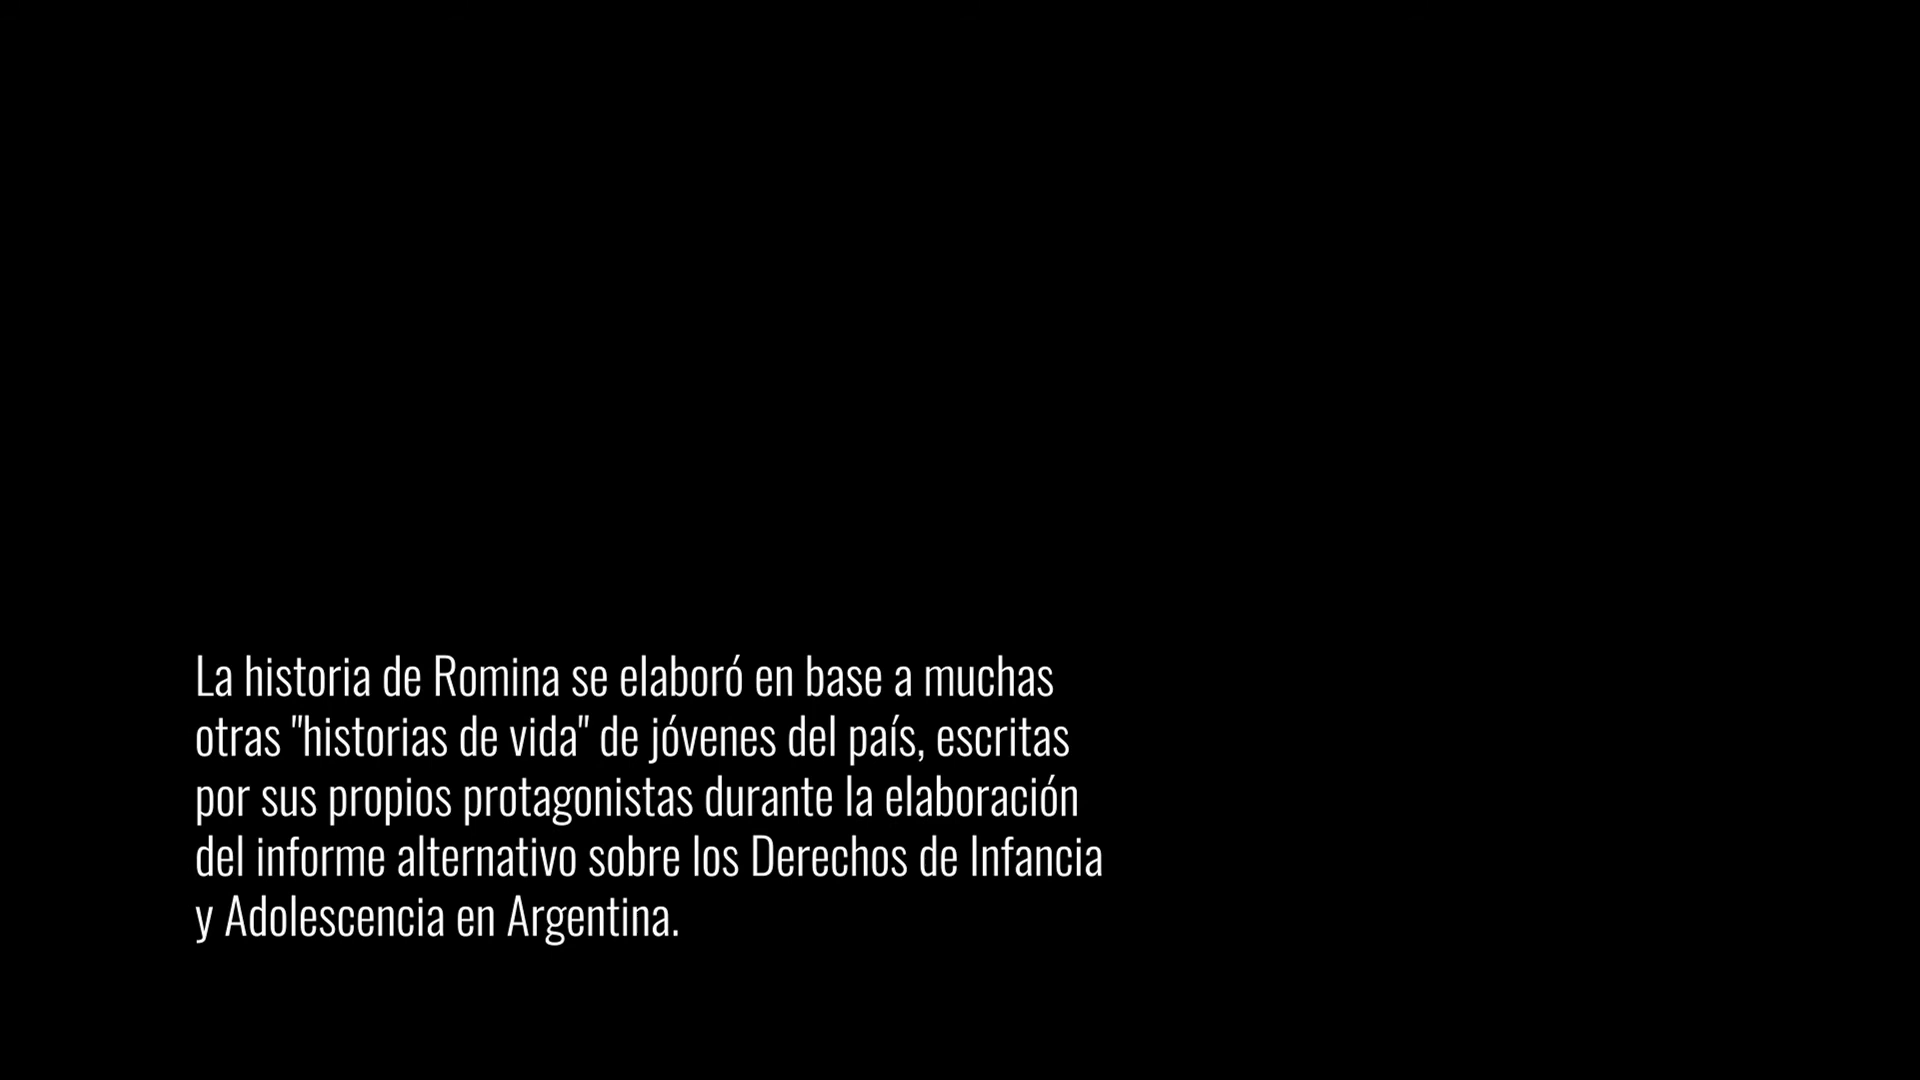 La historia de Romina se elaboró en base a muchas
otras "historias de vida" de jóvenes del país, escritas
por sus propios protagonistas durante la elaboración
del informe alternativo sobre los Derechos de Infancia
y Adolescencia en Argentina.